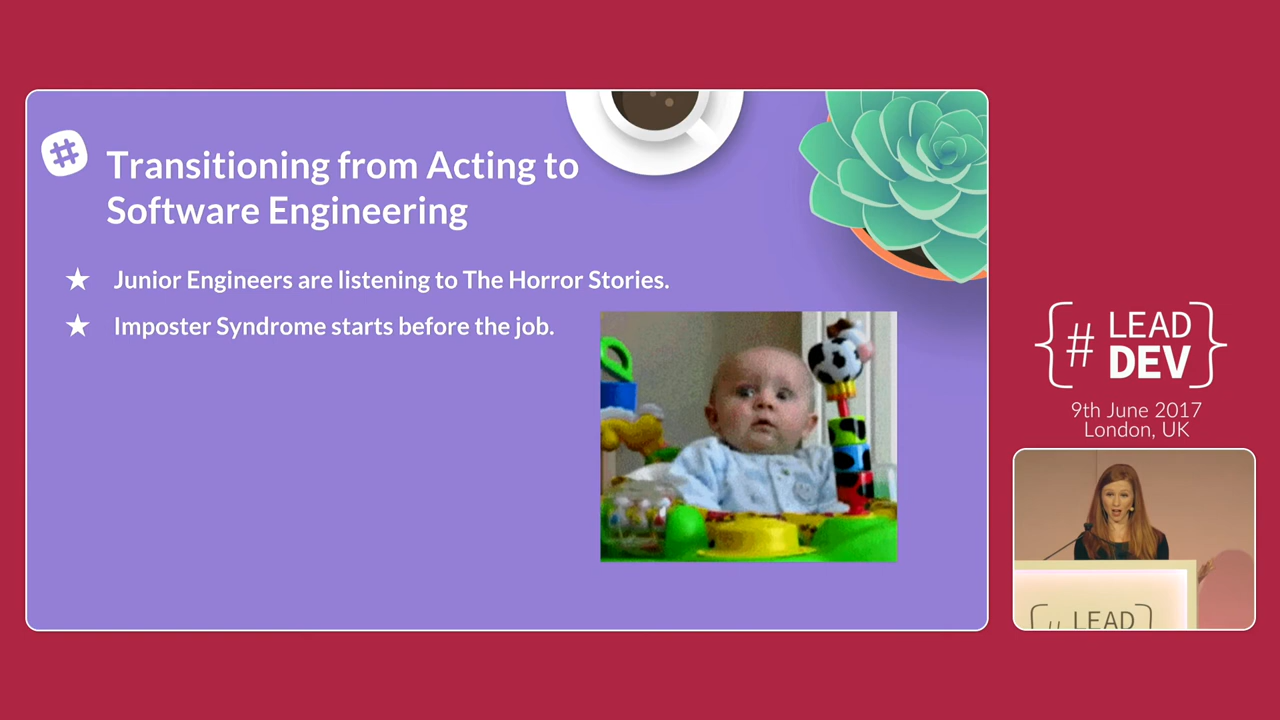 Transitioning from Acting to
Software Engineering
★ Junior Engineers are listening to The Horror Stories.
★ Imposter Syndrome starts before the job.
{ # LEAD
DEV }
9th June 2017
London, UK
# LEAD